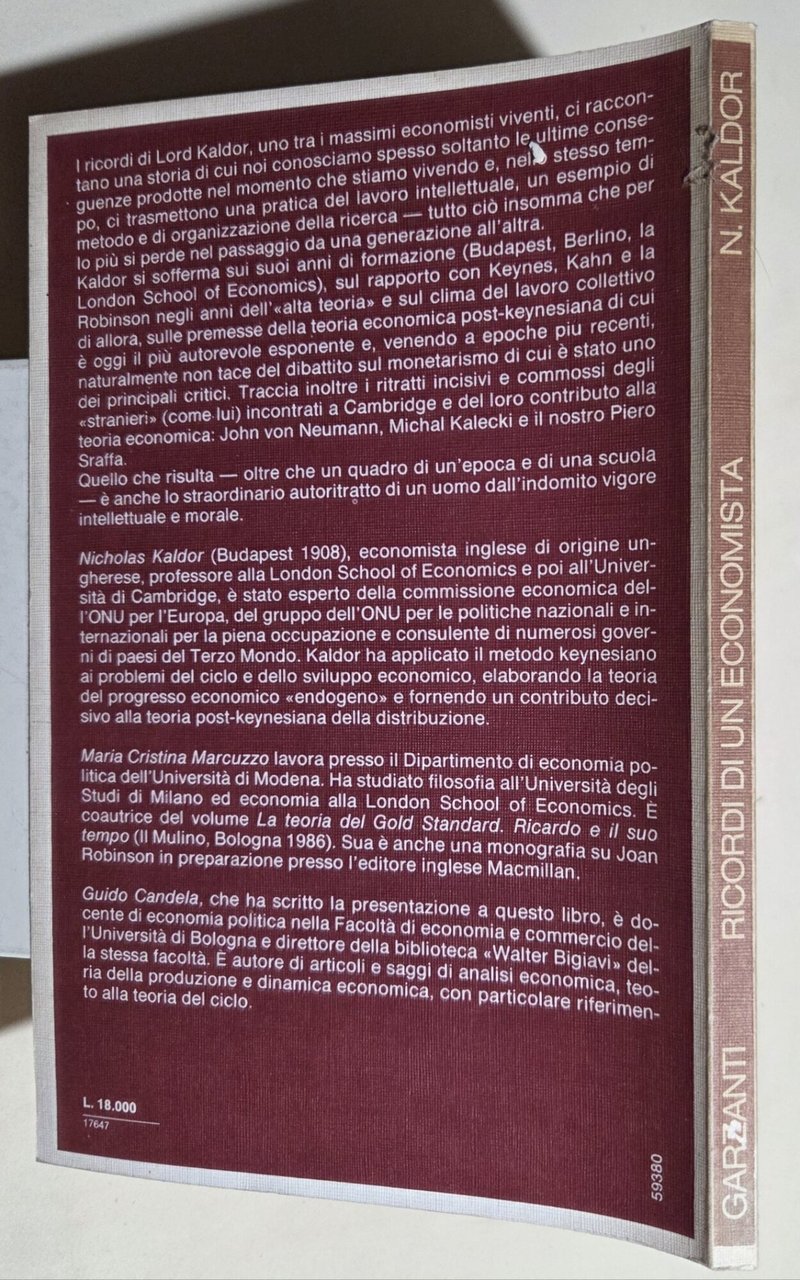 I ricordi di Lord Kaldor, uno tra i massimi economisti viventi, ci raccon-
tano una storia di cui noi conosciamo spesso soltanto le ultime conse-
guenze prodotte nel momento che stiamo vivendo e, nello stesso tem-
po, ci trasmettono una pratica del lavoro intellettuale, un esempio di
metodo e di organizzazione della ricerca — tutto ciò insomma che per
lo più si perde nel passaggio da una generazione all'altra.
Kaldor si sofferma sui suoi anni di formazione (Budapest, Berlino, la
London School of Economics), sul rapporto con Keynes, Kahn e la
Robinson negli anni dell'«alta teoria» e sul clima del lavoro collettivo
di allora, sulle premesse della teoria economica post-keynesiana di cui
è oggi il più autorevole esponente e, venendo a epoche piu recenti,
naturalmente non tace del dibattito sul monetarismo di cui è stato uno
dei principali critici. Traccia inoltre i ritratti incisivi e commossi degli
«stranieri» (come lui) incontrati a Cambridge e del loro contributo alla
teoria economica: John von Neumann, Michal Kalecki e il nostro Piero
Sraffa.
Quello che risulta — oltre che un quadro di un'epoca e di una scuola
— è anche lo straordinario autoritratto di un uomo dall'indomito vigore
intellettuale e morale.
Nicholas Kaldor (Budapest 1908), economista inglese di origine un-
gherese, professore alla London School of Economics e poi all'Univer-
sità di Cambridge, è stato esperto della commissione economica del-
l'ONU per l'Europa, del gruppo dell'ONU per le politiche nazionali e in-
ternazionali per la piena occupazione e consulente di numerosi gover-
ni di paesi del Terzo Mondo. Kaldor ha applicato il metodo keynesiano
ai problemi del ciclo e dello sviluppo economico, elaborando la teoria
del progresso economico «endogeno» e fornendo un contributo deci-
sivo alla teoria post-keynesiana della distribuzione.
Maria Cristina Marcuzzo lavora presso il Dipartimento di economia po-
litica dell'Università di Modena. Ha studiato filosofia all'Università degli
Studi di Milano ed economia alla London School of Economics. È
coautrice del volume La teoria del Gold Standard. Ricardo e il suo
tempo (Il Mulino, Bologna 1986). Sua è anche una monografia su Joan
Robinson in preparazione presso l'editore inglese Macmillan.
Guido Candela, che ha scritto la presentazione a questo libro, è do-
cente di economia politica nella Facoltà di economia e commercio del-
l'Università di Bologna e direttore della biblioteca «Walter Bigiavi» del-
la stessa facoltà. È autore di articoli e saggi di analisi economica, teo-
ria della produzione e dinamica economica, con particolare riferimen-
to alla teoria del ciclo.
L. 18.000
17647
59380
GARZANTI RICORDI DI UN ECONOMISTA N. KALDOR